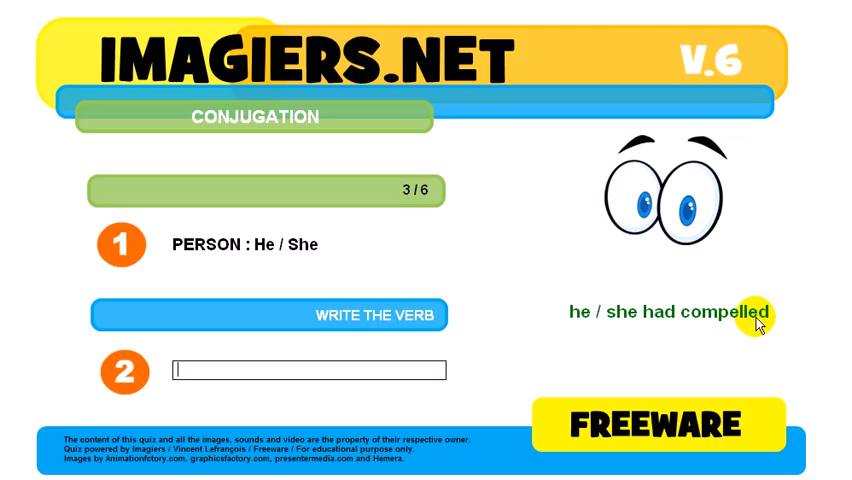 IMAGIERS.NET
V.6
CONJUGATION
3 / 6
1
PERSON : He / She
WRITE THE VERB
he / she had compelled
2
FREEWARE
The content of this quiz and all the images, sounds and video are the property of their respective owner.
Quiz powered by Imagiers / Vincent Lefrançois / Freeware / For educational purpose only.
Images by Animationfctory.com, graphicsfactory.com, presentermedia.com and Hemera.